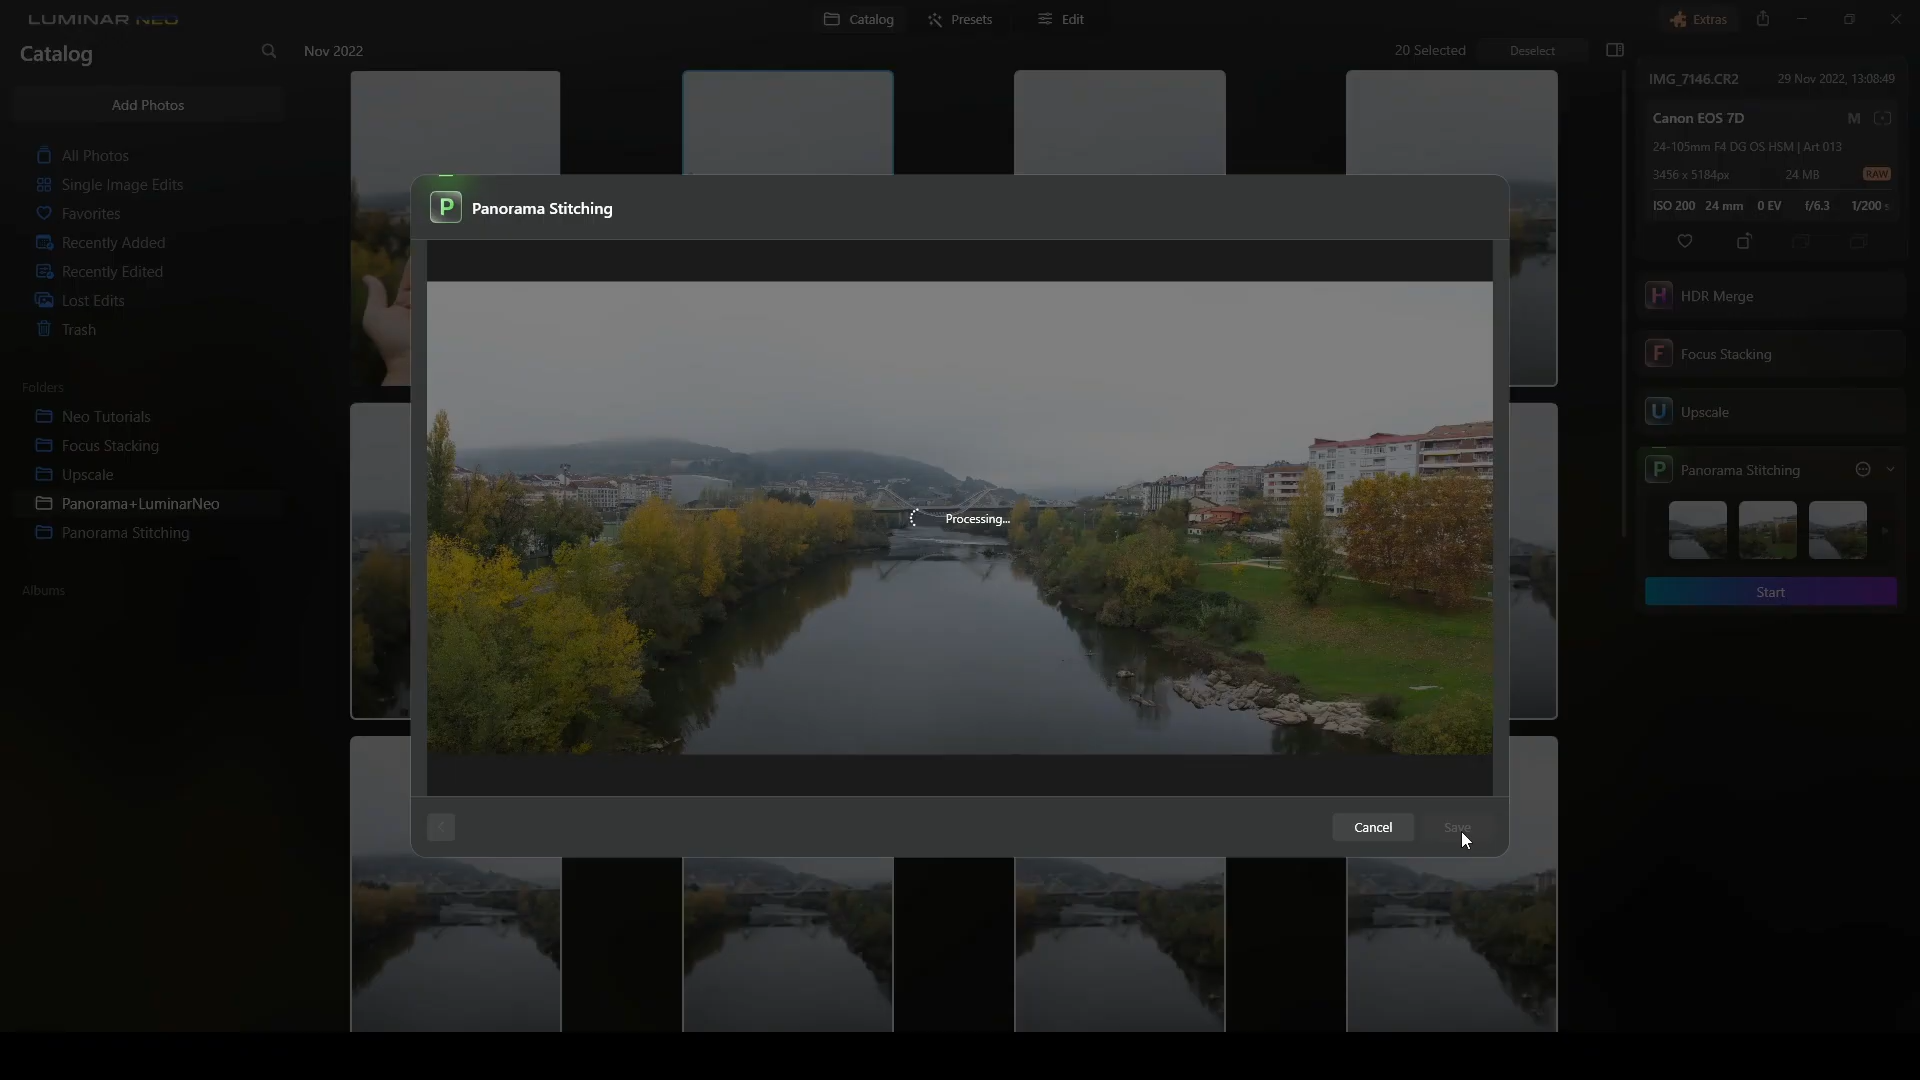 LUMINAR NEO
Catalog
Presets
Edit
Extras
Catalog
Nov 2022
20 Selected
Deselect
Add Photos
All Photos
Single Image Edits
Favorites
Recently Added
Recently Edited
Lost Edits
Trash
Folders
Neo Tutorials
Focus Stacking
Upscale
Panorama+LuminarNeo
Panorama Stitching
Albums
P Panorama Stitching
Processing...
Cancel
Save
IMG_7146.CR2
29 Nov 2022, 13:08:49
Canon EOS 7D
M
24-105mm F4 DG OS HSM | Art 013
3456 x 5184px
24 MB
RAW
ISO 200
24 mm
0 EV
f/6.3
1/200 s
H HDR Merge
F Focus Stacking
U Upscale
P Panorama Stitching
Start